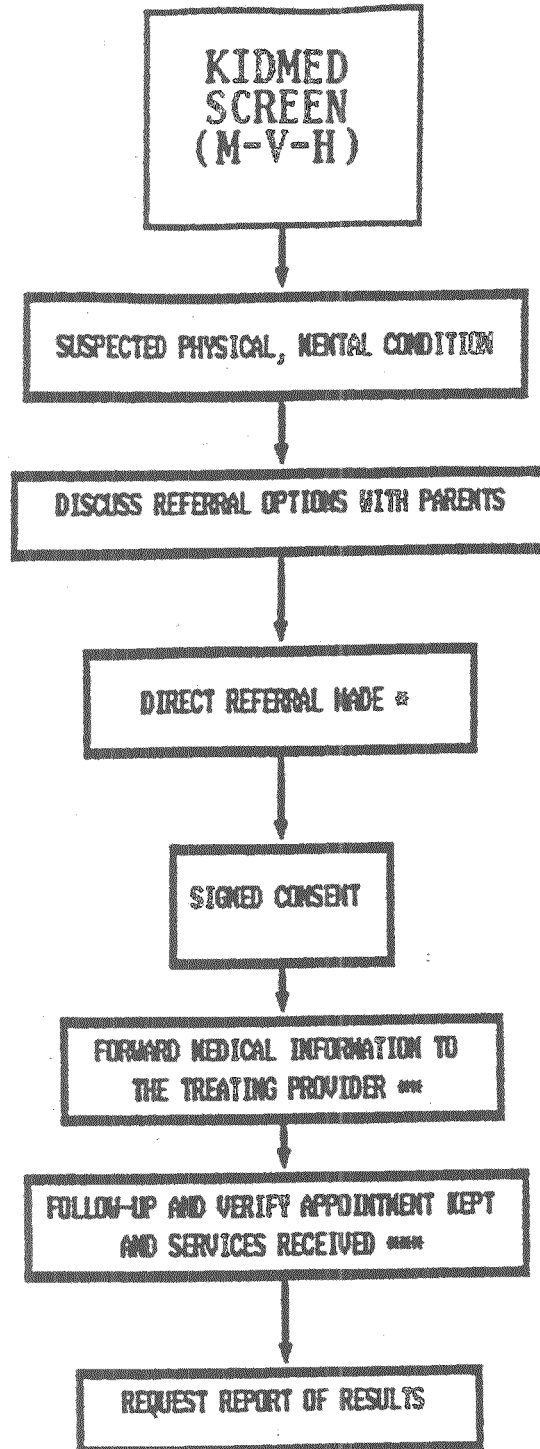 KIDMED
SCREEN
(M-V-H)
SUSPECTED PHYSICAL, MENTAL CONDITION
DISCUSS REFERRAL OPTIONS WITH PARENTS
DIRECT REFERRAL MADE *
SIGNED CONSENT
FORWARD MEDICAL INFORMATION TO
THE TREATING PROVIDER **
FOLLOW-UP AND VERIFY APPOINTMENT KEPT
AND SERVICES RECEIVED ***
REQUEST REPORT OF RESULTS